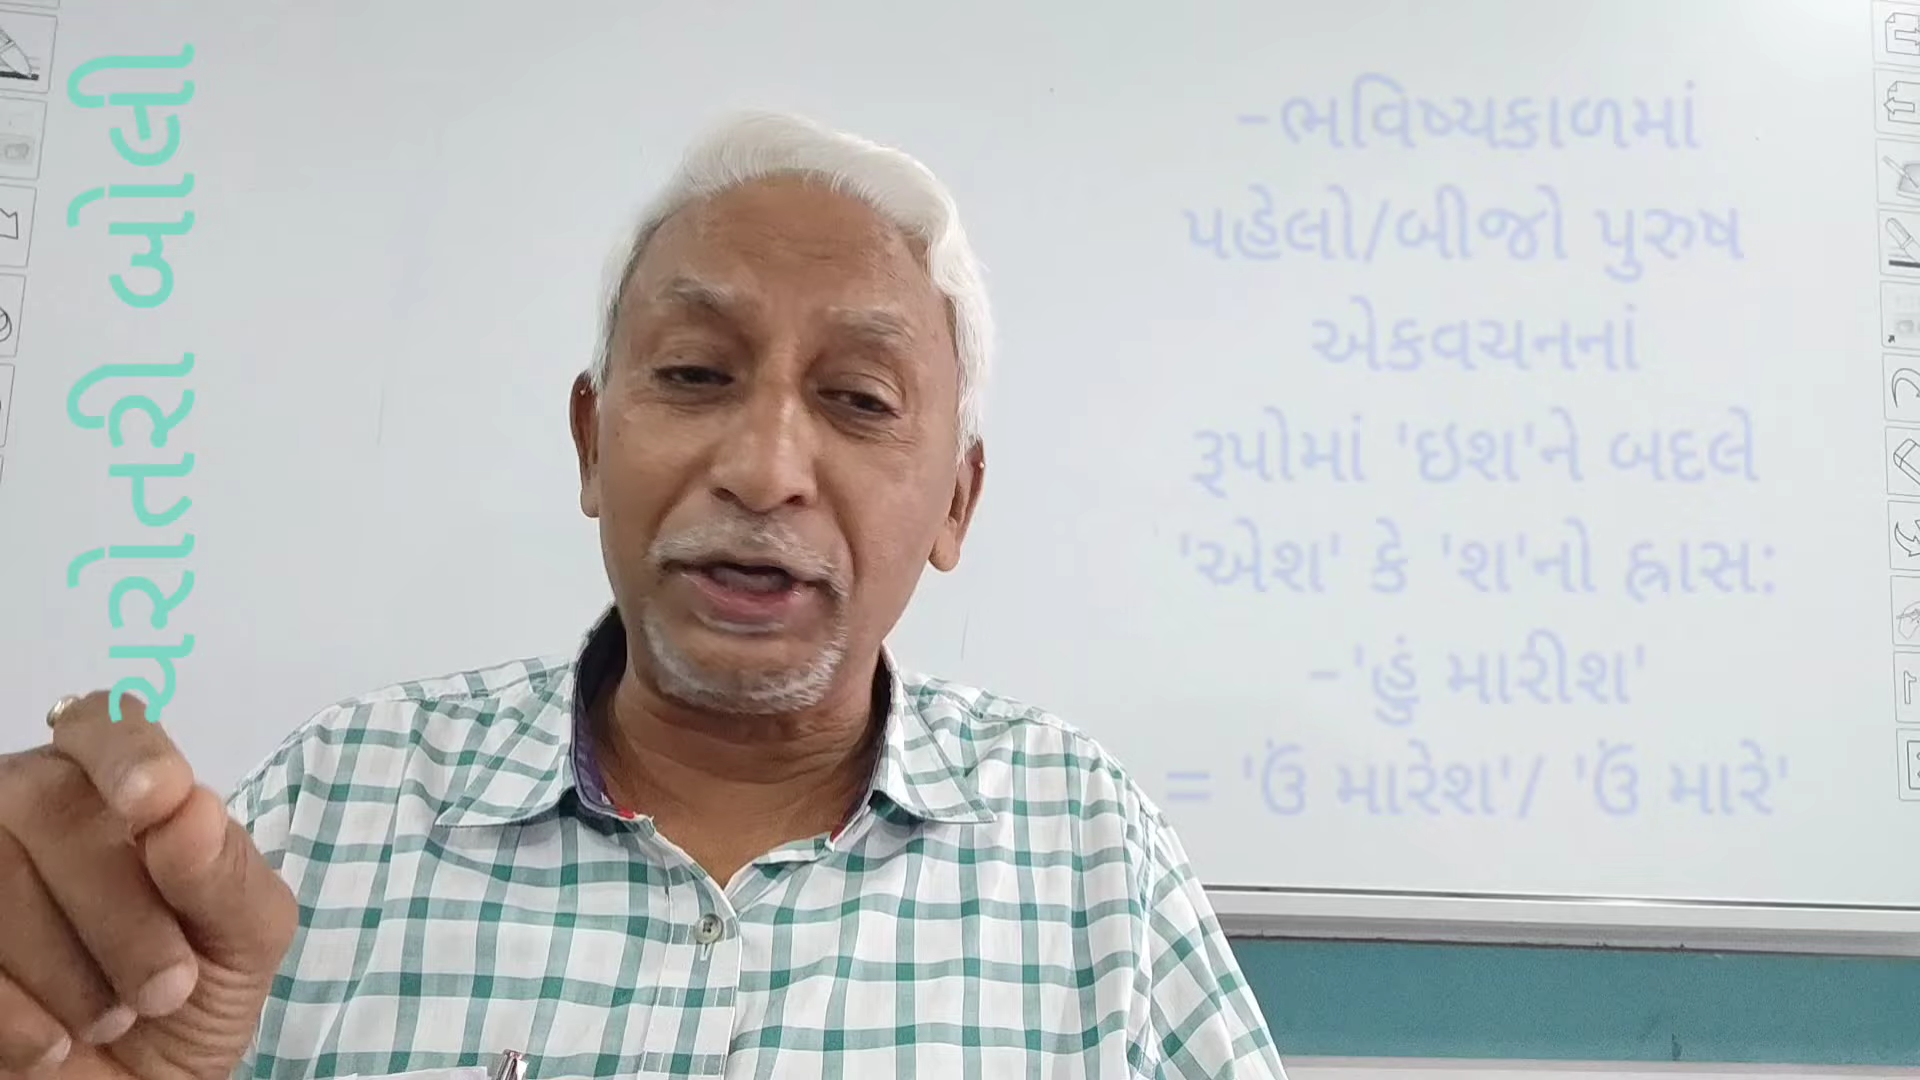 ચરોતરી બોલી
-ભવિષ્યકાળમાં
પહેલો/બીજો પુરુષ
એકવચનનાં
રૂપોમાં 'ઇશ'ને બદલે
'એશ' કે 'શ'નો હ્રાસ:
-'હું મારીશ'
= 'ઉં મારેશ'/ 'ઉં મારે'